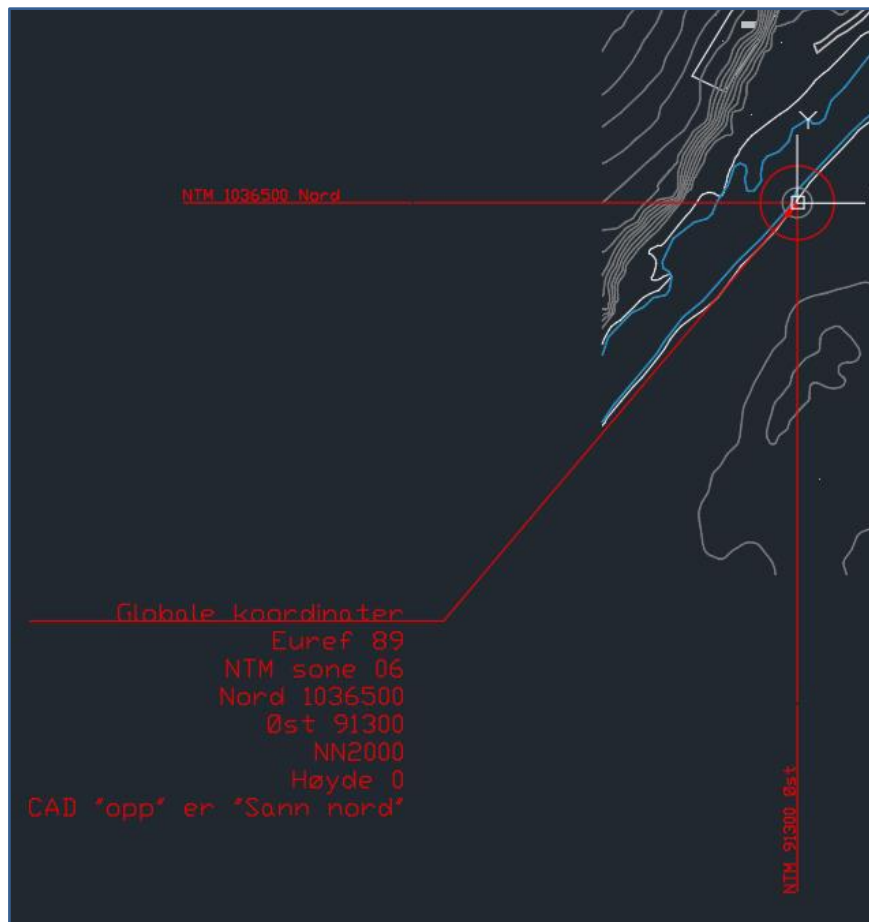 Y
NTM 1036500 Nord
Globale koordinater
Euref 89
NTM sone 06
Nord 1036500
Øst 91300
NN2000
Høyde 0
CAD "opp" er "Sann nord"
NTM 91300 Øst